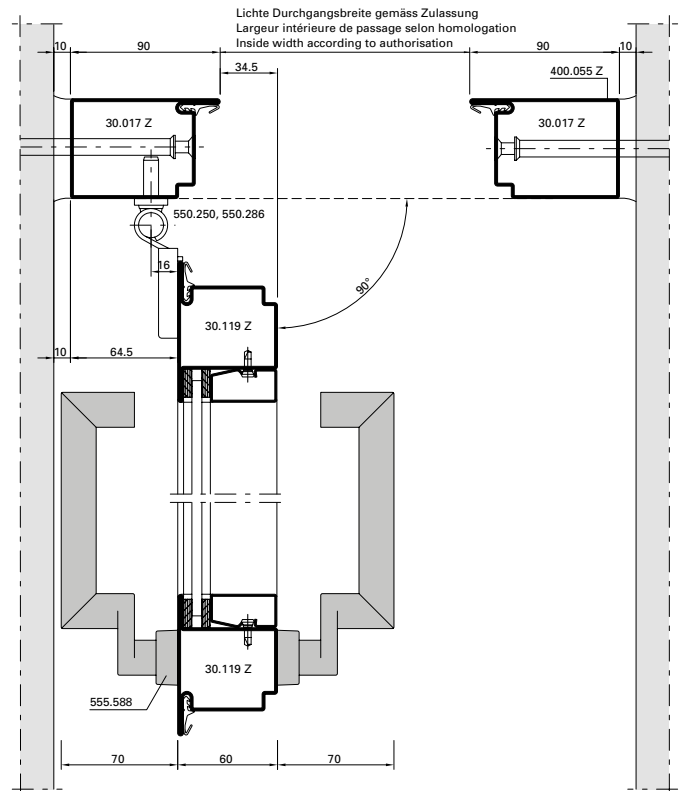 Lichte Durchgangsbreite gemäss Zulassung
Largeur intérieure de passage selon homologation
Inside width according to authorisation
10
90
90
10
34.5
400.055 Z
30.017 Z
30.017 Z
550.250, 550.286
16
90°
30.119 Z
10
64.5
30.119 Z
555.588
70
60
70